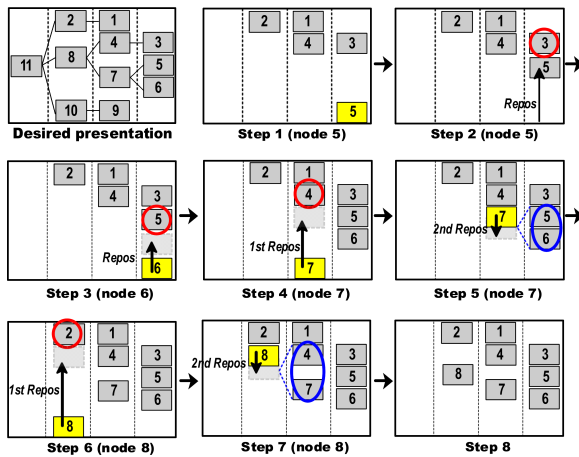 2 1
4 3
8
11 5
7
6
10 9
Desired presentation
2 1
4 3
5
Step 1 (node 5)
2 1
4 3
5
Repos
Step 2 (node 5)
2 1
4 3
5
Repos
6
Step 3 (node 6)
2 1
4 3
5
1st Repos 6
7
Step 4 (node 7)
2 1
4 3
7 5
2nd Repos 6
Step 5 (node 7)
2 1
4 3
5
7
1st Repos 6
8
Step 6 (node 8)
2 1
8 4 3
2nd Repos 5
7
6
Step 7 (node 8)
2 1
4 3
8 5
7
6
Step 8